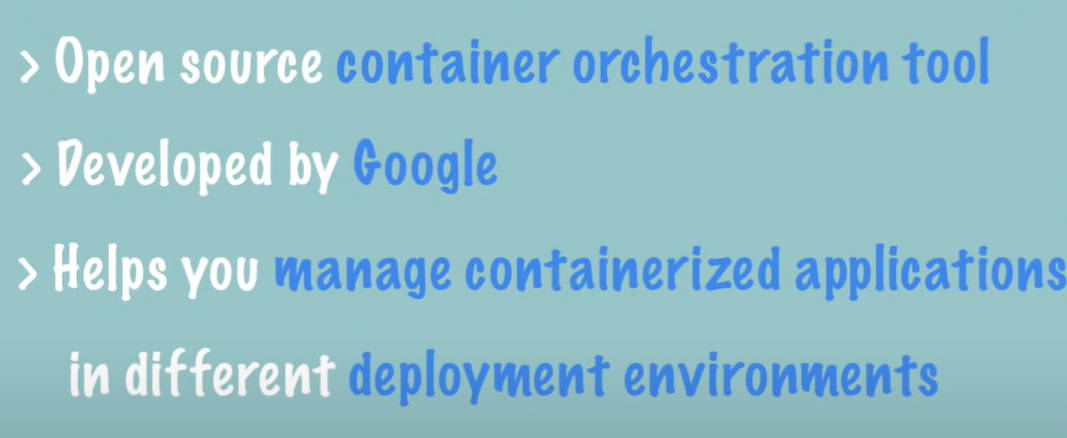 > Open source container orchestration tool
> Developed by Google
> Helps you manage containerized applications
in different deployment environments